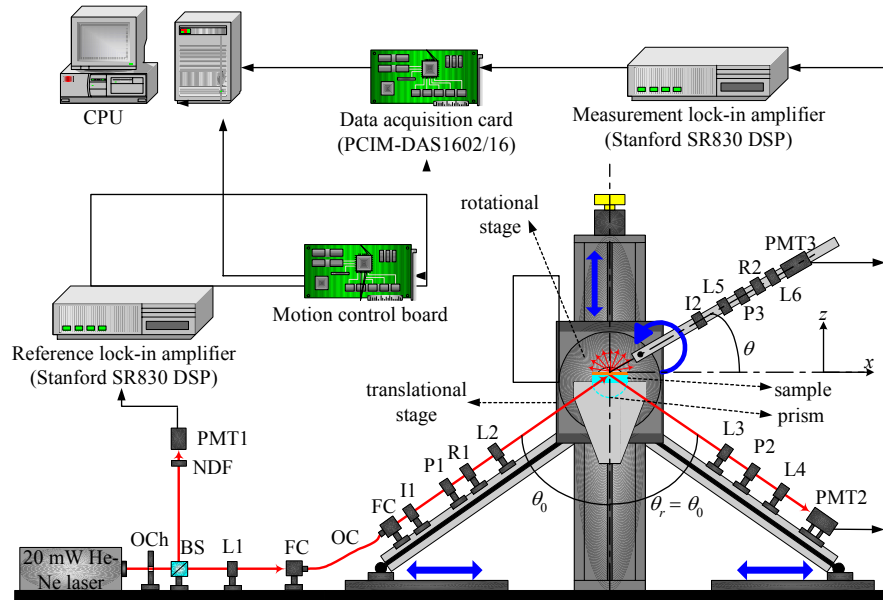 CPU
Data acquisition card
(PCIM-DAS1602/16)
Measurement lock-in amplifier
(Stanford SR830 DSP)
rotational
stage
PMT3
R2
L5
I2
L6
P3
Motion control board
θ
z
x
Reference lock-in amplifier
(Stanford SR830 DSP)
translational
stage
sample
prism
PMT1
NDF
L2
R1
P1
I1
FC
L3
P2
L4
PMT2
θ0
θr = θ0
OC
OCh
BS
L1
FC
20 mW He-
Ne laser